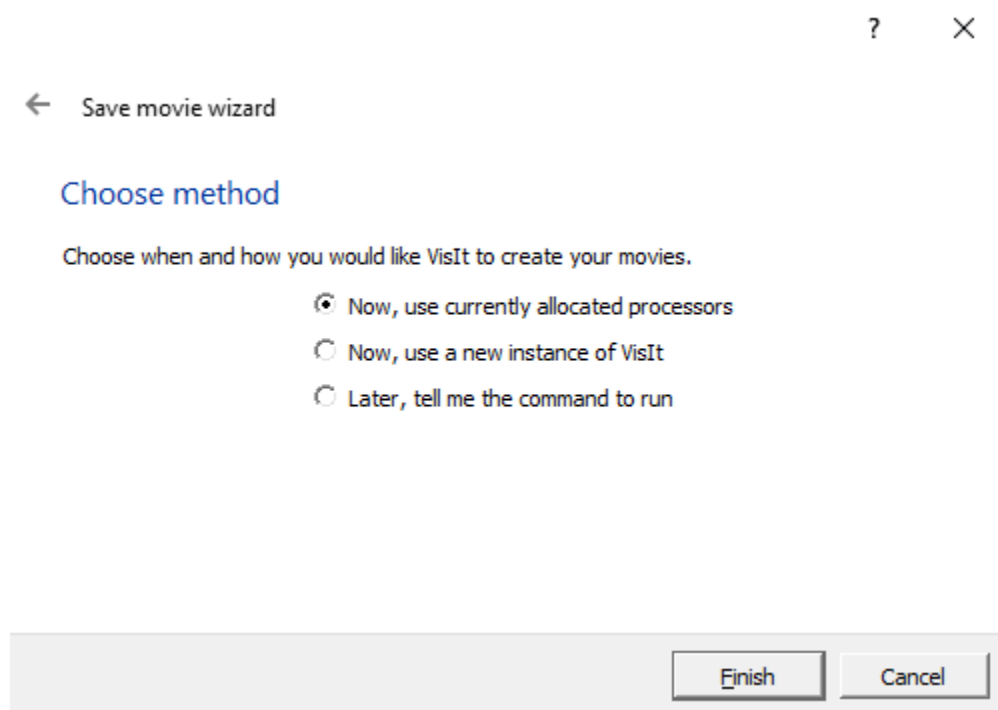 ?
Save movie wizard
Choose method
Choose when and how you would like VisIt to create your movies.
Now, use currently allocated processors
Now, use a new instance of VisIt
Later, tell me the command to run
Finish Cancel